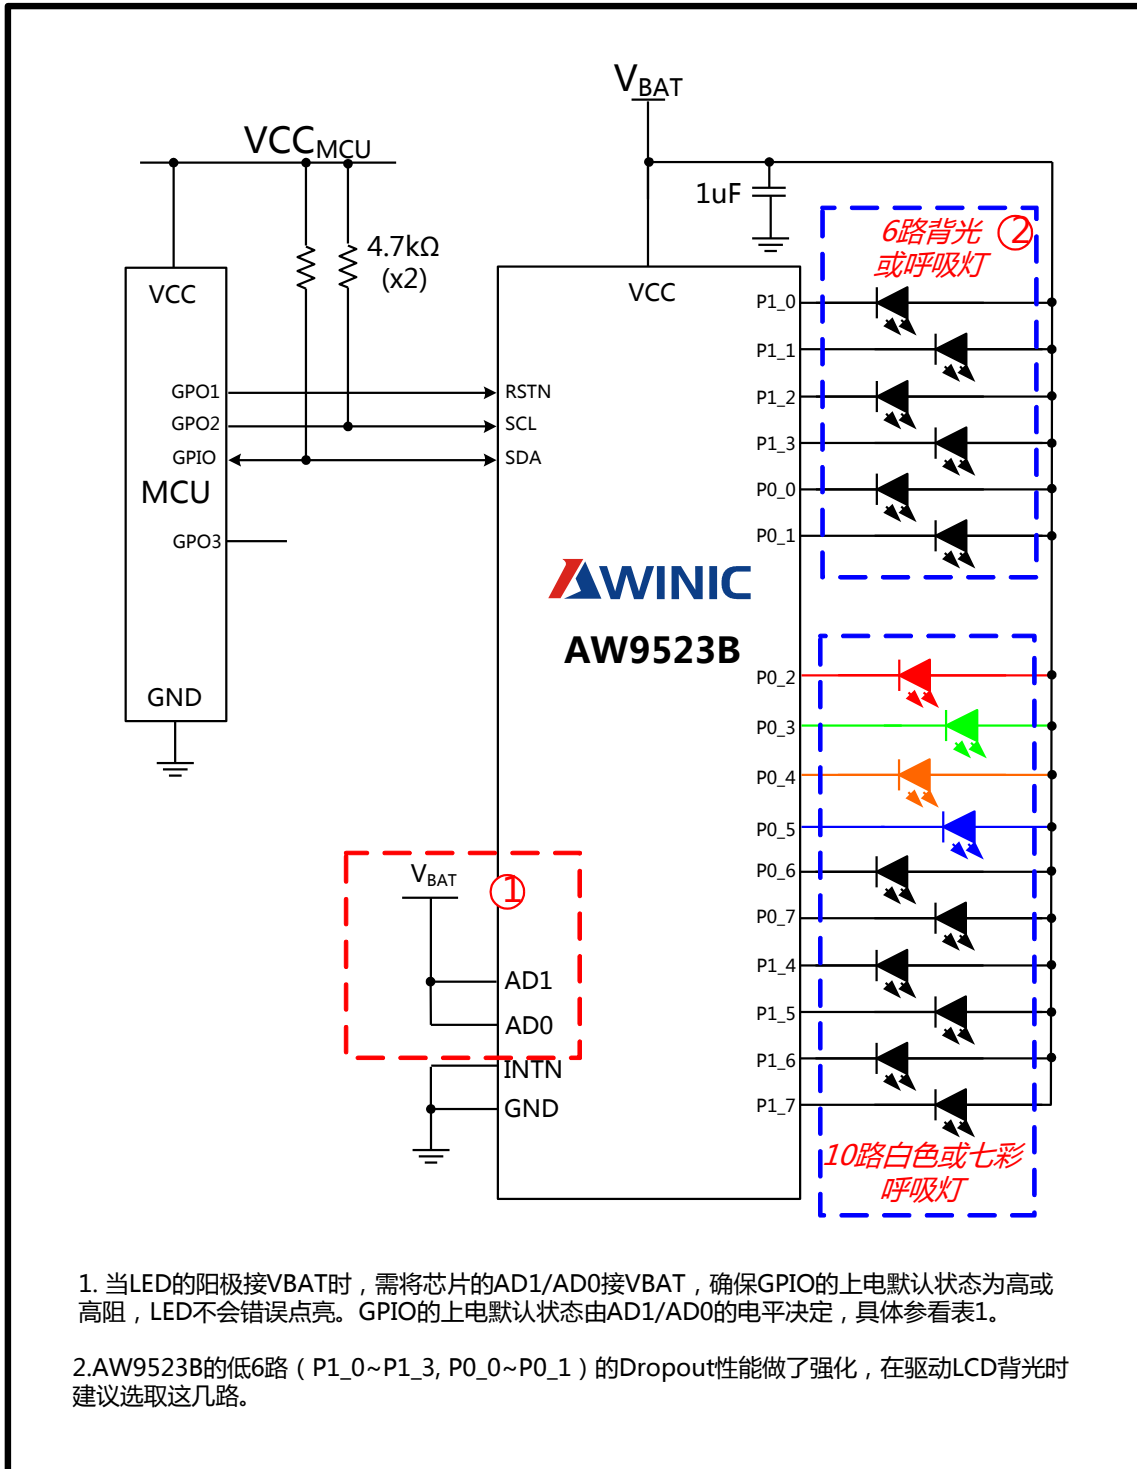 VBAT
VCCMCU
1uF
4.7kΩ
(x2)
6路背光 ②
或呼吸灯
VCC
VCC
P1_0
P1_1
GPO1
RSTN
P1_2
GPO2
SCL
P1_3
GPIO
SDA
MCU
P0_0
GPO3
P0_1
AWINIC
AW9523B
GND
P0_2
P0_3
P0_4
P0_5
VBAT
①
P0_6
P0_7
AD1
P1_4
AD0
P1_5
INTN
P1_6
GND
P1_7
10路白色或七彩
呼吸灯
1. 当LED的阳极接VBAT时，需将芯片的AD1/AD0接VBAT，确保GPIO的上电默认状态为高或
高阻，LED不会错误点亮。GPIO的上电默认状态由AD1/AD0的电平决定，具体参看表1。
2.AW9523B的低6路（P1_0~P1_3, P0_0~P0_1）的Dropout性能做了强化，在驱动LCD背光时
建议选取这几路。